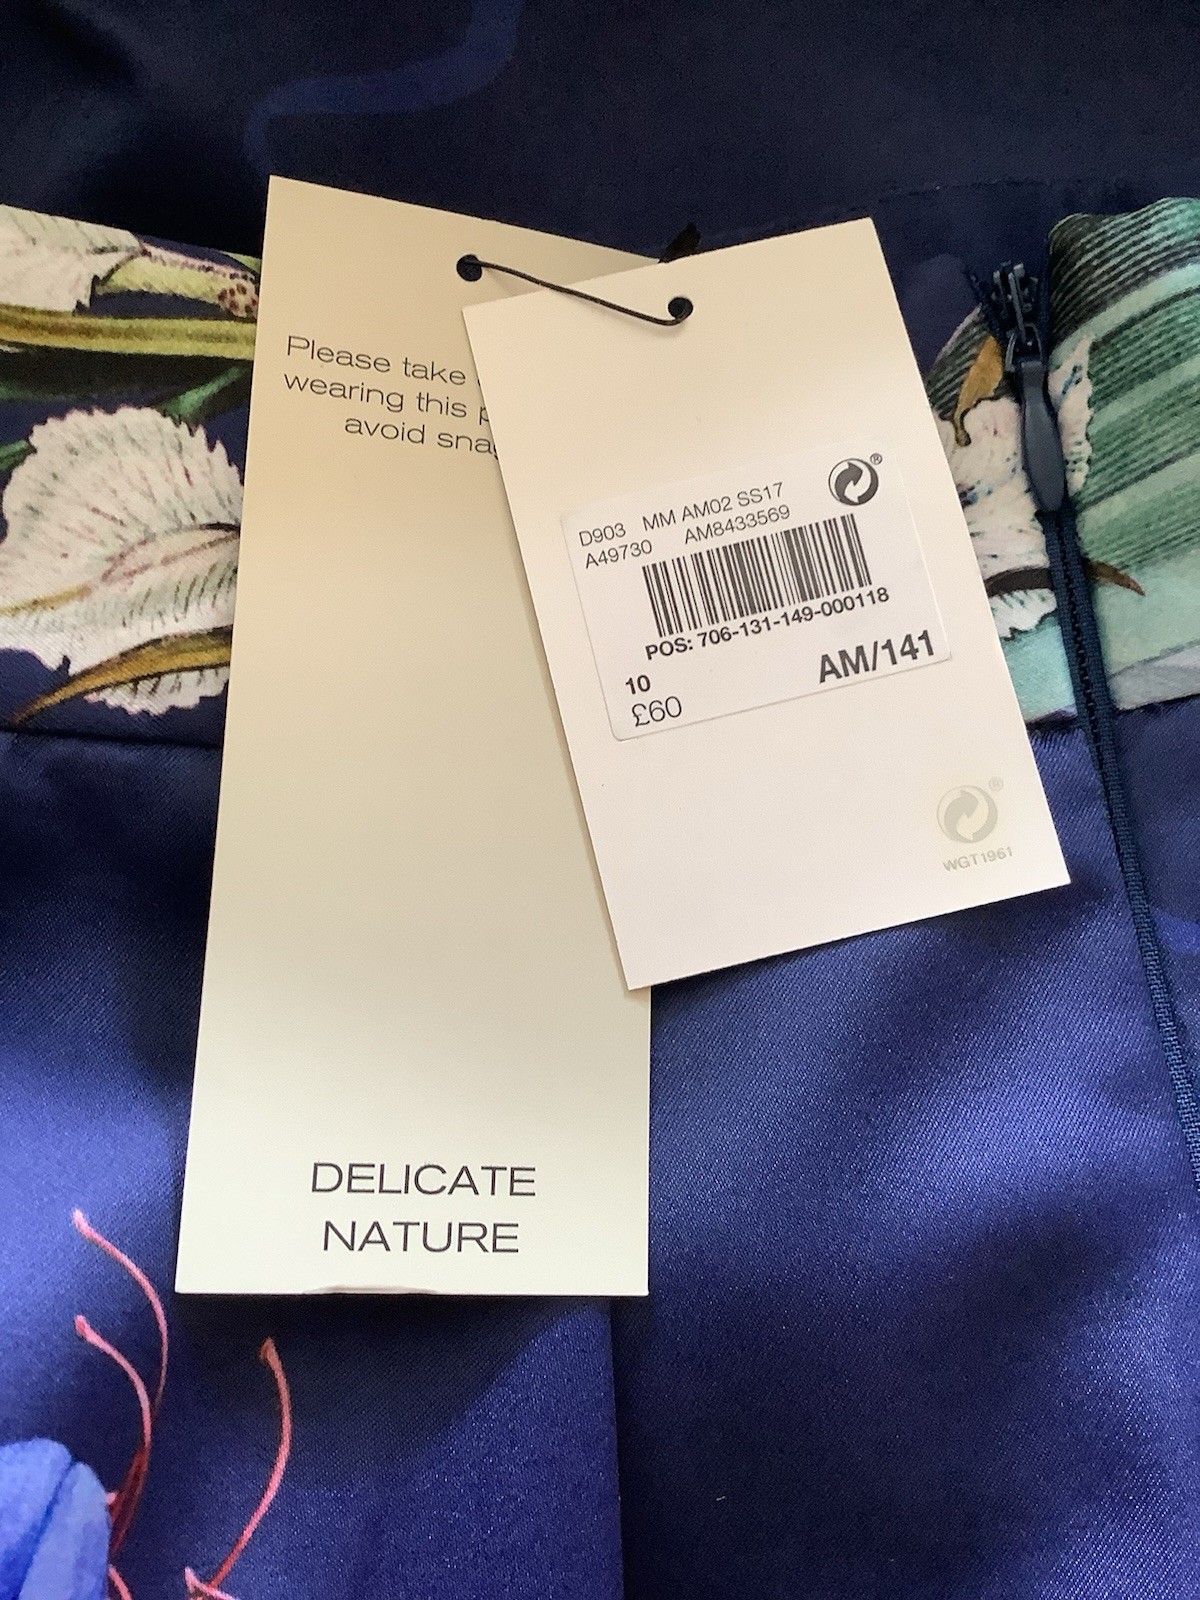 Please take
wearing this
avoid
DELICATE
NATURE
D903 MM AM02 SS17
A49730 AM8433569
®
POS: 706-131-149-000118
10
AM/141
£60
®
WGT1961